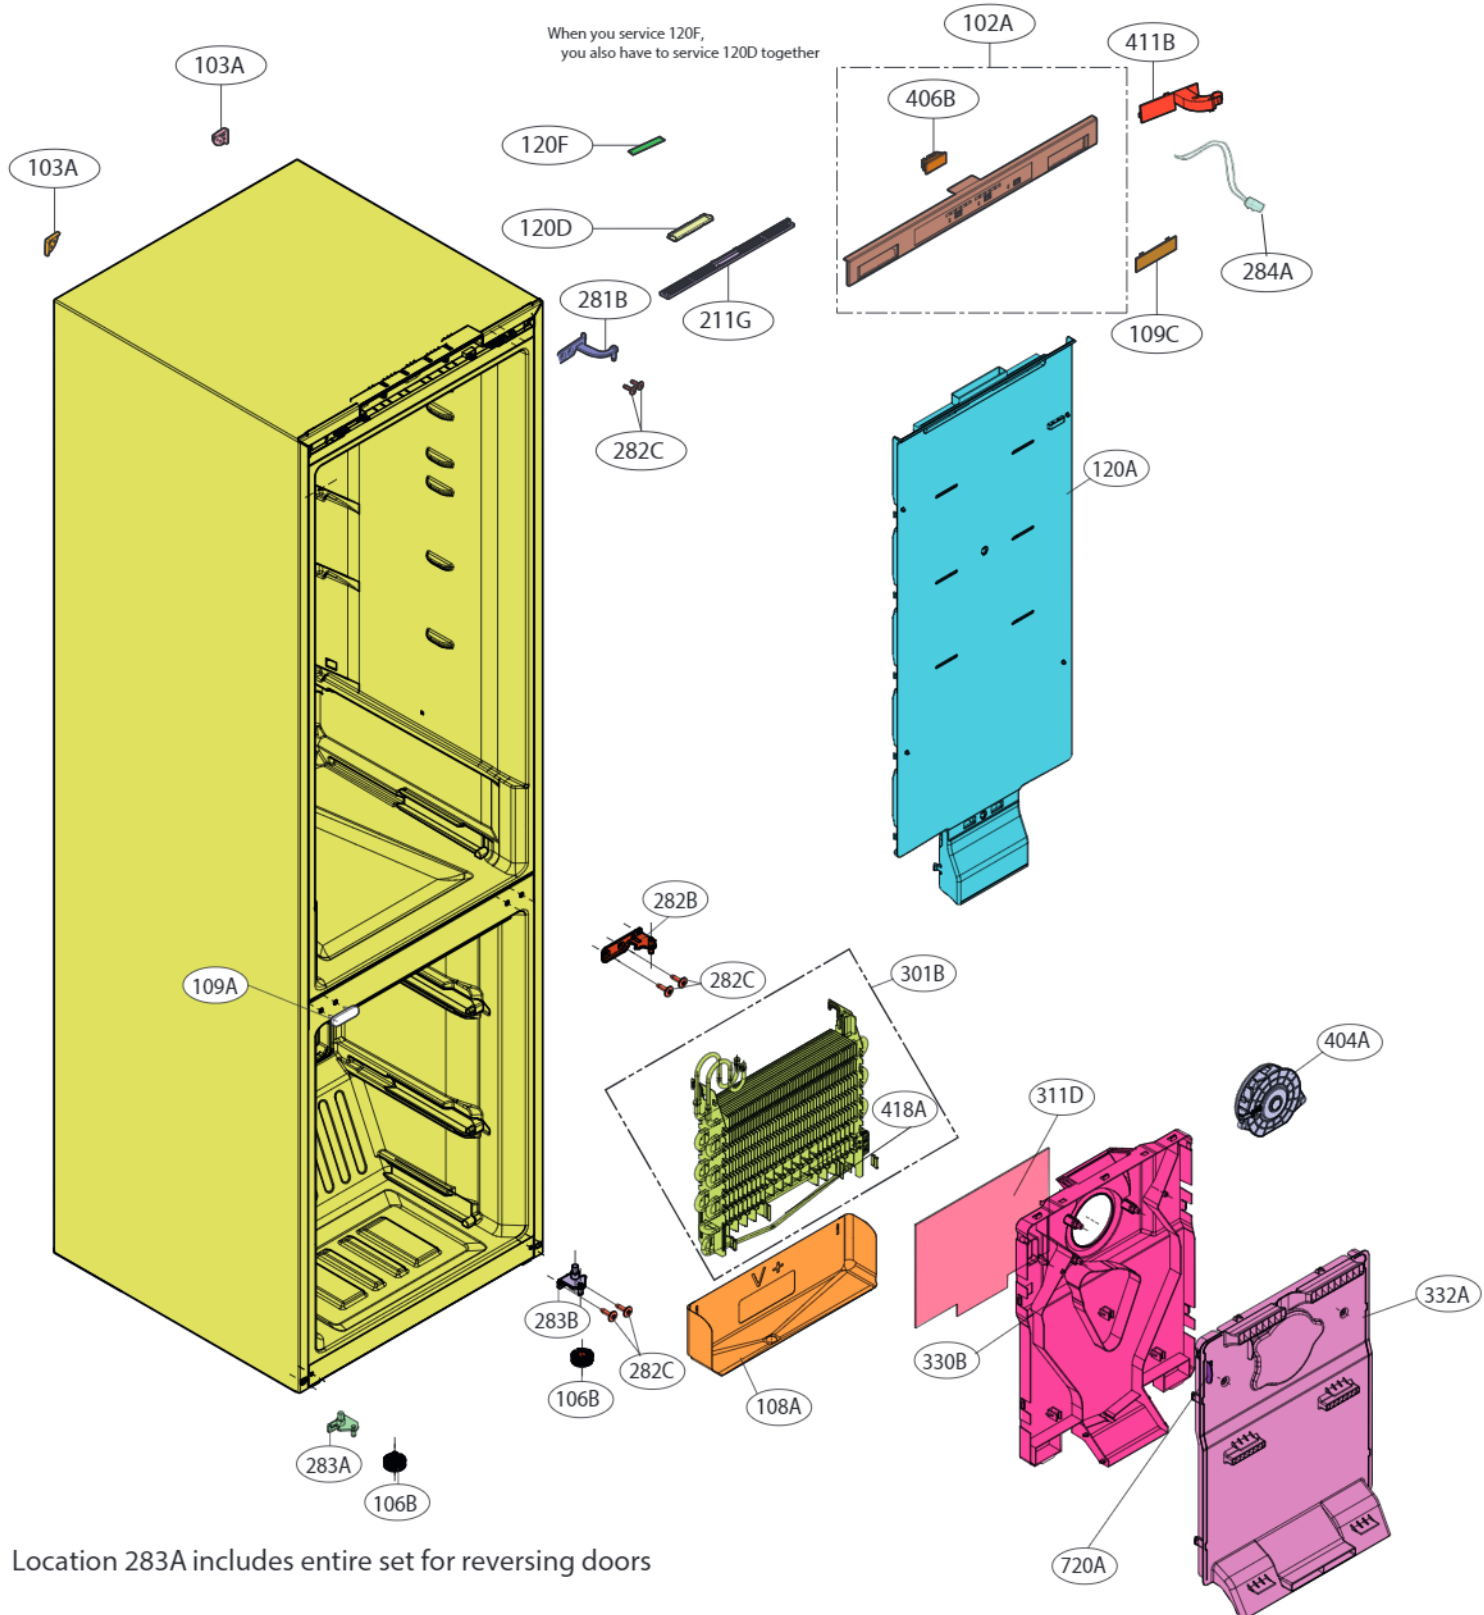 When you service 120F,
you also have to service 120D together
102A
411B
103A
406B
120F
103A
120D
284A
281B
211G
109C
282C
120A
282B
301B
282C
109A
404A
311D
418A
332A
283B
330B
282C
106B
108A
283A
106B
720A
V +
Location 283A includes entire set for reversing doors